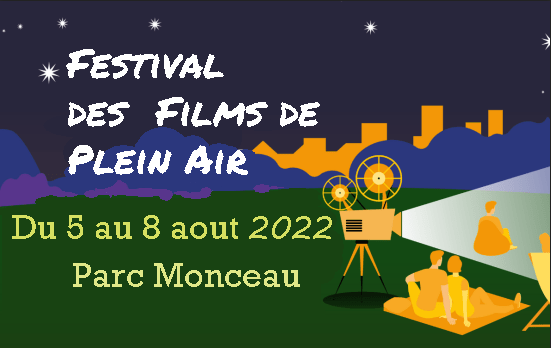 Festival
des Films de
Plein Air
Du 5 au 8 aout 2022
Parc Monceau